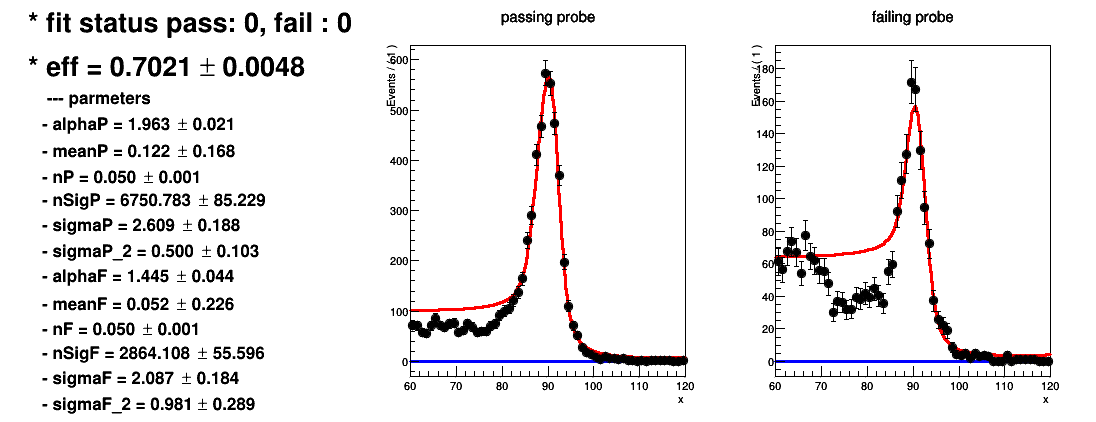 * fit status pass: 0, fail : 0
* eff = 0.7021 ± 0.0048
--- parmeters
- alphaP = 1.963 ± 0.021
- meanP = 0.122 ± 0.168
- nP = 0.050 ± 0.001
- nSigP = 6750.783 ± 85.229
- sigmaP = 2.609 ± 0.188
- sigmaP_2 = 0.500 ± 0.103
- alphaF = 1.445 ± 0.044
- meanF = 0.052 ± 0.226
- nF = 0.050 ± 0.001
- nSigF = 2864.108 ± 55.596
- sigmaF = 2.087 ± 0.184
- sigmaF_2 = 0.981 ± 0.289
passing probe
Events / ( 1 )
600
500
400
300
200
100
0
60 70 80 90 100 110 120
x
failing probe
Events / ( 1 )
180
160
140
120
100
80
60
40
20
0
60 70 80 90 100 110 120
x